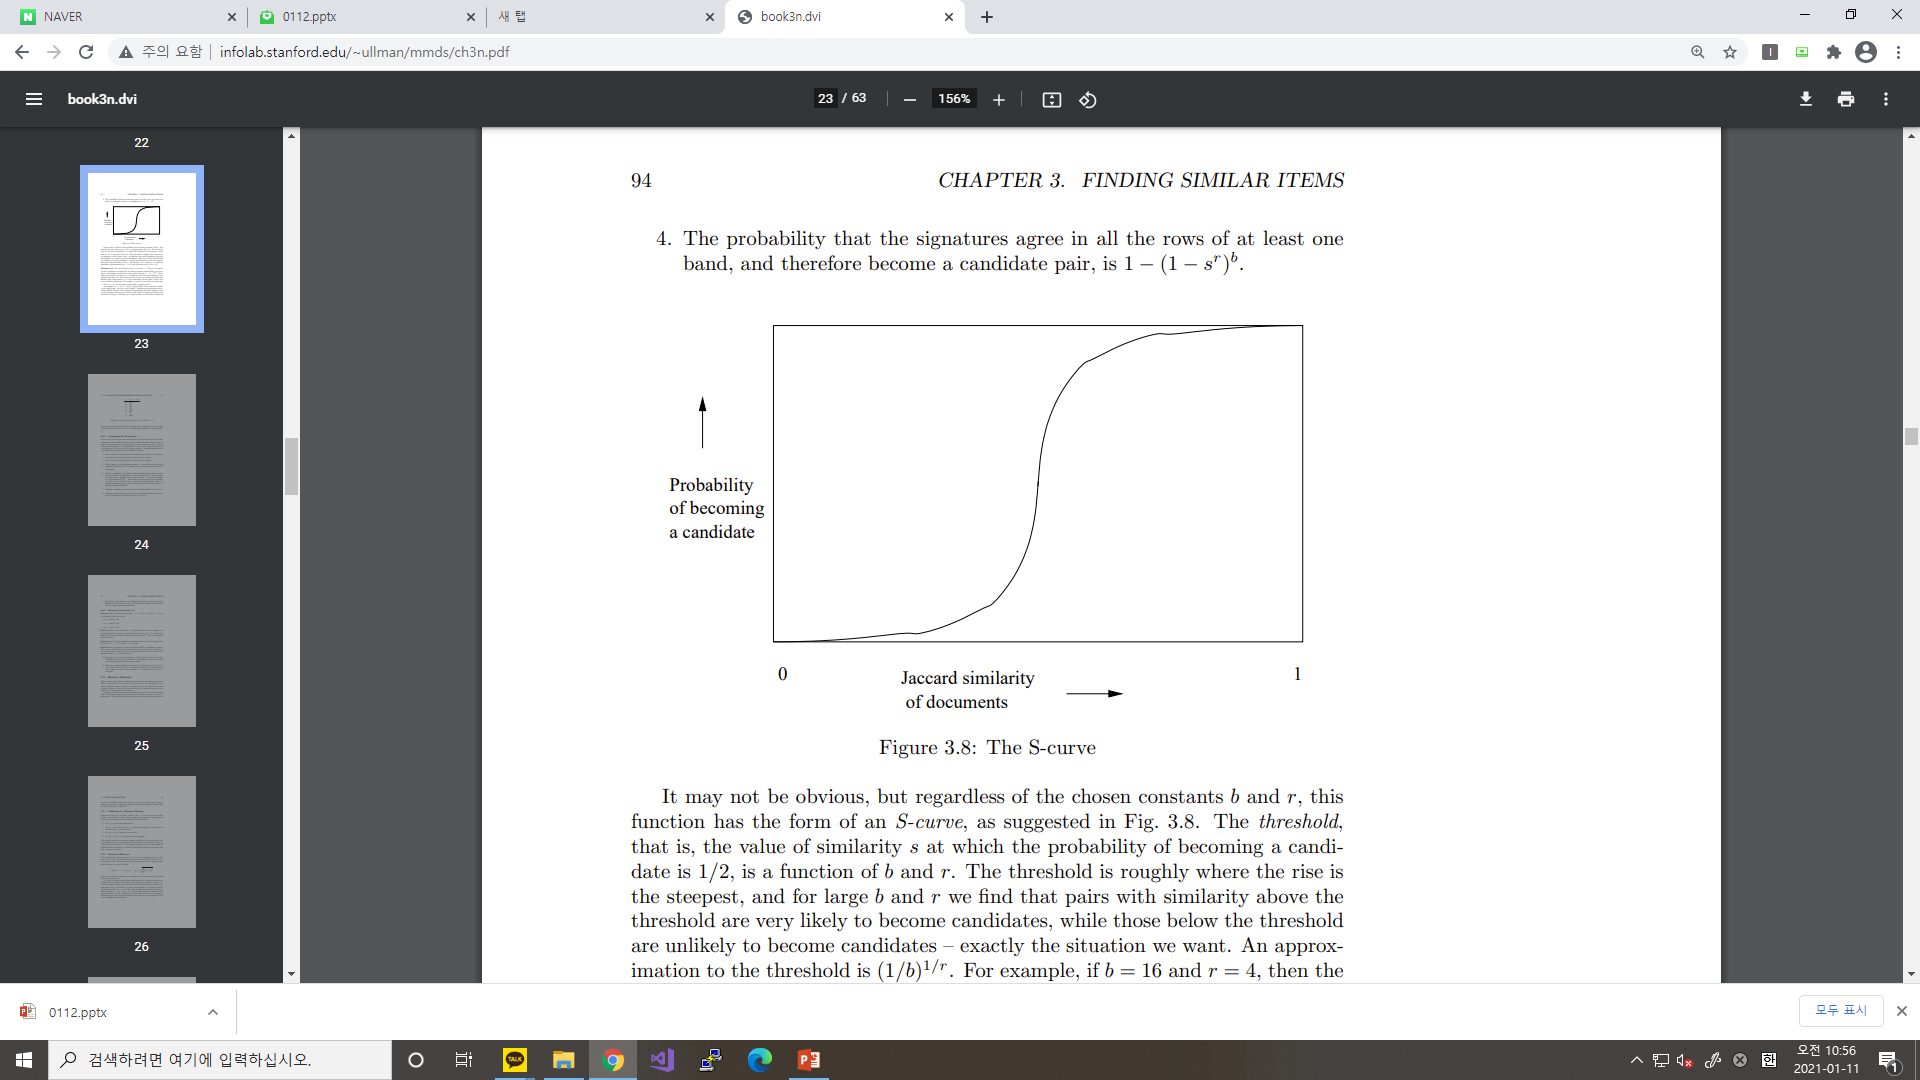 NAVER
0112.pptx
새 탭
book3n.dvi
주의 요함
infolab.stanford.edu/~ullman/mmds/ch3n.pdf
book3n.dvi
23 / 63
156%
22
23
24
25
26
94
CHAPTER 3. FINDING SIMILAR ITEMS
4. The probability that the signatures agree in all the rows of at least one
band, and therefore become a candidate pair, is 1 − (1 − sʳ)ᵇ.
Probability
of becoming
a candidate
0
1
Jaccard similarity
of documents
Figure 3.8: The S-curve
It may not be obvious, but regardless of the chosen constants b and r, this
function has the form of an S-curve, as suggested in Fig. 3.8. The threshold,
that is, the value of similarity s at which the probability of becoming a candi-
date is 1/2, is a function of b and r. The threshold is roughly where the rise is
the steepest, and for large b and r we find that pairs with similarity above the
threshold are very likely to become candidates, while those below the threshold
are unlikely to become candidates – exactly the situation we want. An approx-
imation to the threshold is (1/b)¹/ʳ. For example, if b = 16 and r = 4, then the
0112.pptx
모두 표시
검색하려면 여기에 입력하십시오.
TALK
한
오전 10:56
2021-01-11
1